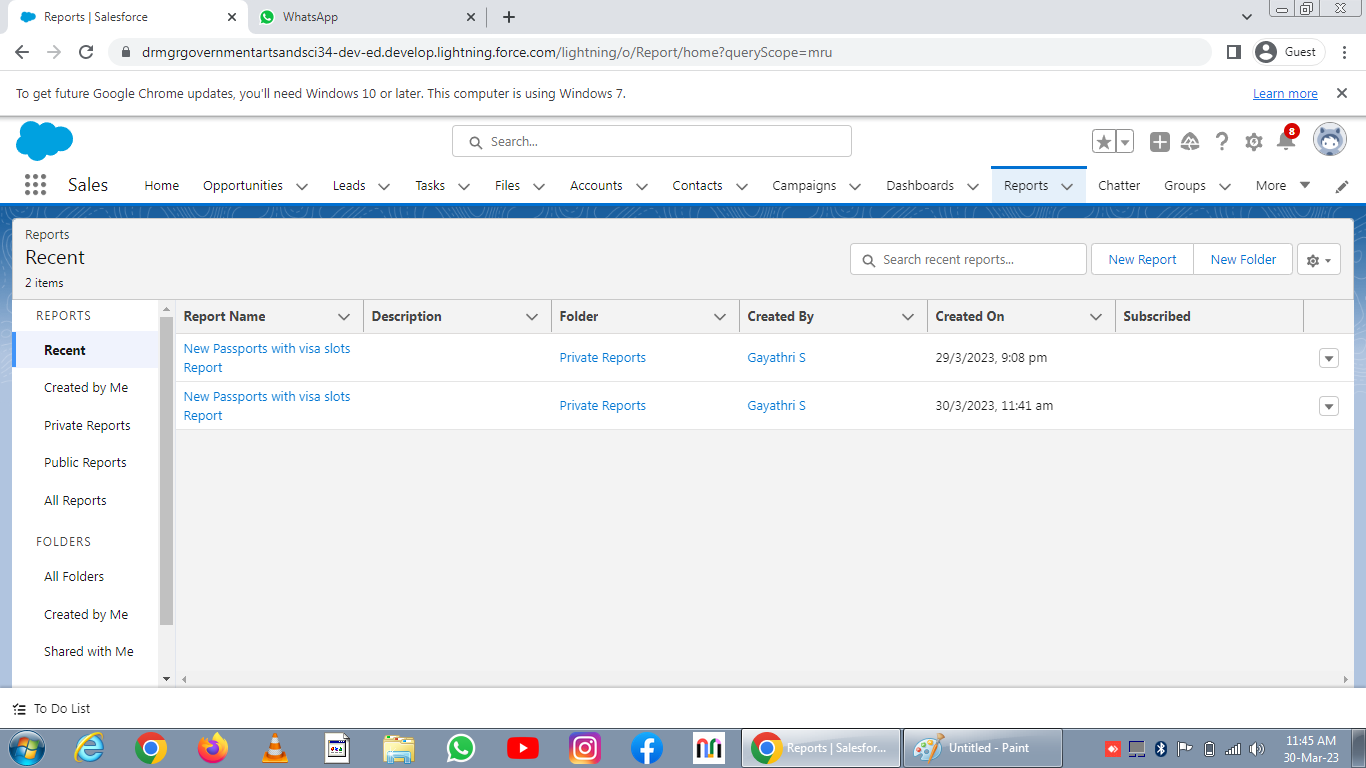 Reports | Salesforce
WhatsApp
drmgrgovernmentartsandsci34-dev-ed.develop.lightning.force.com/lightning/o/Report/home?queryScope=mru
Guest
To get future Google Chrome updates, you'll need Windows 10 or later. This computer is using Windows 7.
Learn more
Search...
8
Sales
Home
Opportunities
Leads
Tasks
Files
Accounts
Contacts
Campaigns
Dashboards
Reports
Chatter
Groups
More
Reports
Recent
2 items
Search recent reports...
New Report
New Folder
REPORTS
Recent
Created by Me
Private Reports
Public Reports
All Reports
FOLDERS
All Folders
Created by Me
Shared with Me
Report Name
Description
Folder
Created By
Created On
Subscribed
New Passports with visa slots
Report
Private Reports
Gayathri S
29/3/2023, 9:08 pm
New Passports with visa slots
Report
Private Reports
Gayathri S
30/3/2023, 11:41 am
To Do List
Reports | Salesfor...
Untitled - Paint
11:45 AM
30-Mar-23